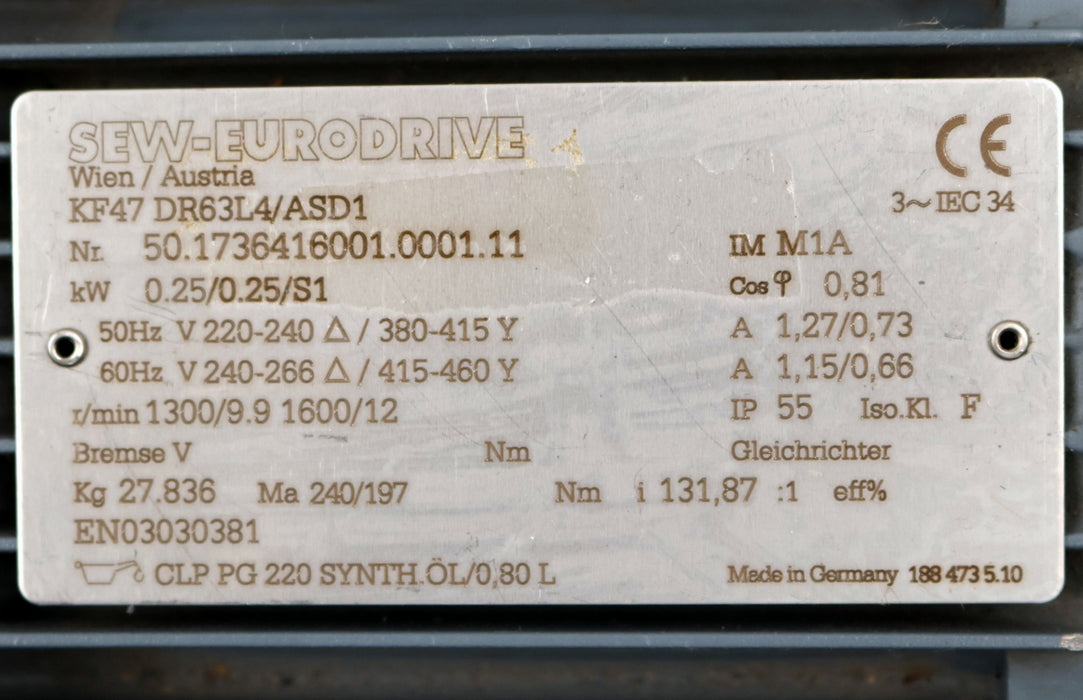 SEW-EURODRIVE CE
Wien / Austria
KF47 DR63L4/ASD1 3~ IEC 34
Nr. 50.1736416001.0001.11 IM M1A
kW 0.25/0.25/S1 Cos φ 0,81
50Hz V 220-240 Δ / 380-415 Y A 1,27/0,73
60Hz V 240-266 Δ / 415-460 Y A 1,15/0,66
r/min 1300/9.9 1600/12 IP 55 Iso.Kl. F
Bremse V Nm Gleichrichter
Kg 27.836 Ma 240/197 Nm i 131,87 :1 eff%
EN03030381
CLP PG 220 SYNTH.ÖL/0,80 L Made in Germany 188 473 5.10